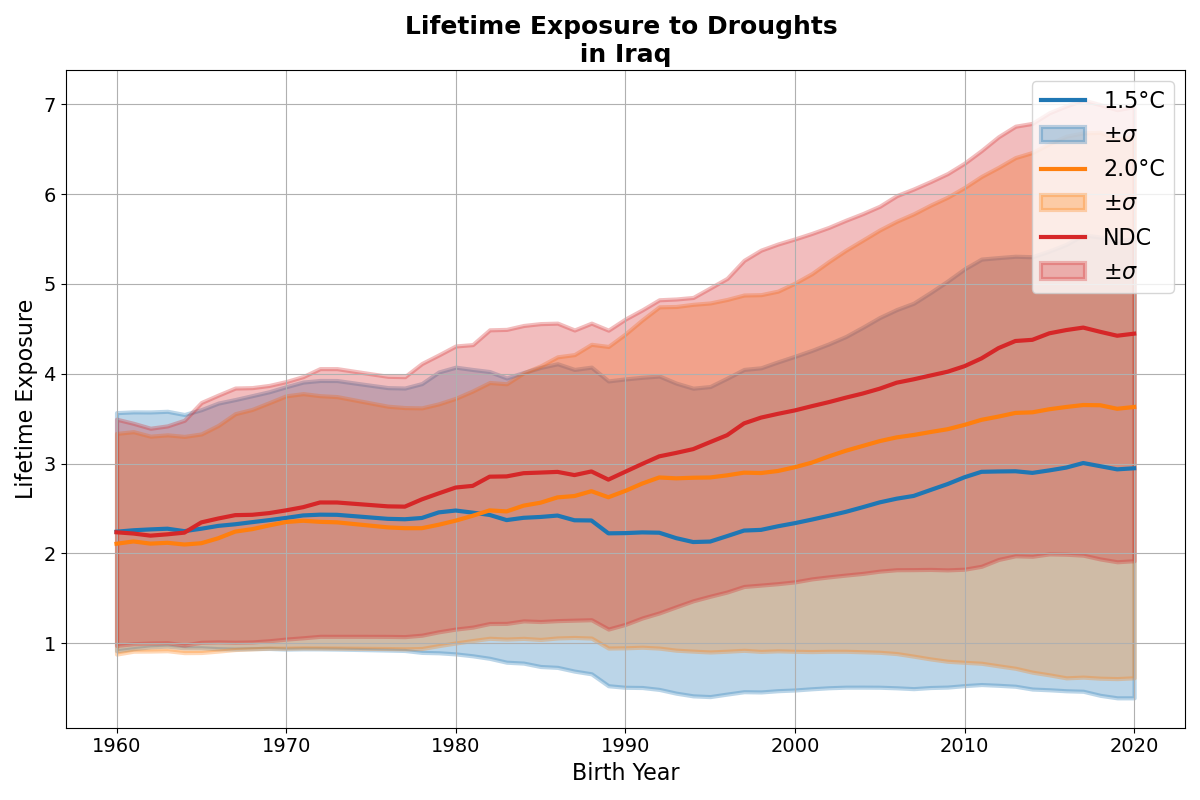 Lifetime Exposure to Droughts
in Iraq
7
6
5
4
3
2
1
Lifetime Exposure
1.5°C
±σ
2.0°C
±σ
NDC
±σ
1960
1970
1980
1990
2000
2010
2020
Birth Year